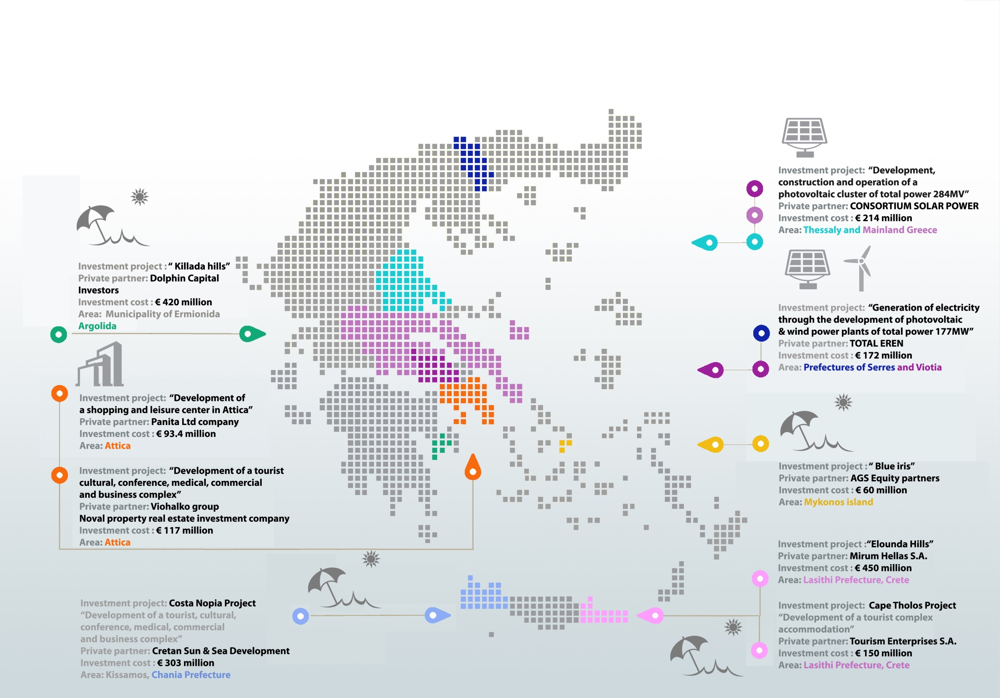 Investment project : “ Killada hills”
Private partner: Dolphin Capital
Investors
Investment cost : € 420 million
Area: Municipality of Ermionida
Argolida
Investment project: “Development of
a shopping and leisure center in Attica”
Private partner: Panita Ltd company
Investment cost : € 93.4 million
Area: Attica
Investment project: “Development of a tourist
cultural, conference, medical, commercial
and business complex”
Private partner: Viohalko group
Noval property real estate investment company
Investment cost : € 117 million
Area: Attica
Investment project: Costa Nopia Project
“Development of a tourist, cultural,
conference, medical, commercial
and business complex”
Private partner: Cretan Sun & Sea Development
Investment cost : € 303 million
Area: Kissamos, Chania Prefecture
Investment project: “Development,
construction and operation of a
photovoltaic cluster of total power 284MV”
Private partner: CONSORTIUM SOLAR POWER
Investment cost : € 214 million
Area: Thessaly and Mainland Greece
Investment project: “Generation of electricity
through the development of photovoltaic
& wind power plants of total power 177MW”
Private partner: TOTAL EREN
Investment cost : € 172 million
Area: Prefectures of Serres and Viotia
Investment project : “ Blue iris”
Private partner: AGS Equity partners
Investment cost : € 60 million
Area: Mykonos island
Investment project :“Elounda Hills”
Private partner: Mirum Hellas S.A.
Investment cost : € 450 million
Area: Lasithi Prefecture, Crete
Investment project: Cape Tholos Project
“Development of a tourist complex
accommodation”
Private partner: Tourism Enterprises S.A.
Investment cost : € 150 million
Area: Lasithi Prefecture, Crete